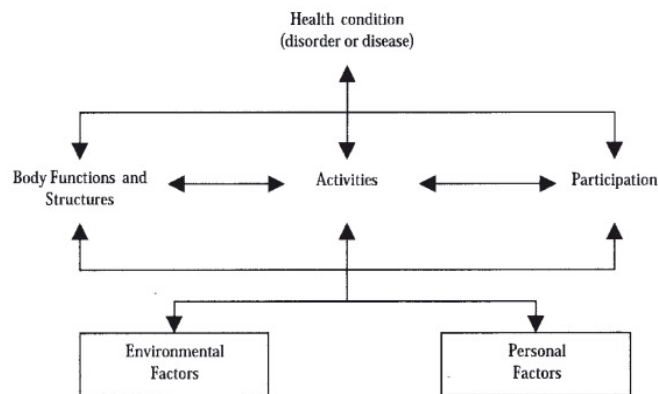 Health condition
(disorder or disease)
Body Functions and
Structures
Activities
Participation
Environmental
Factors
Personal
Factors